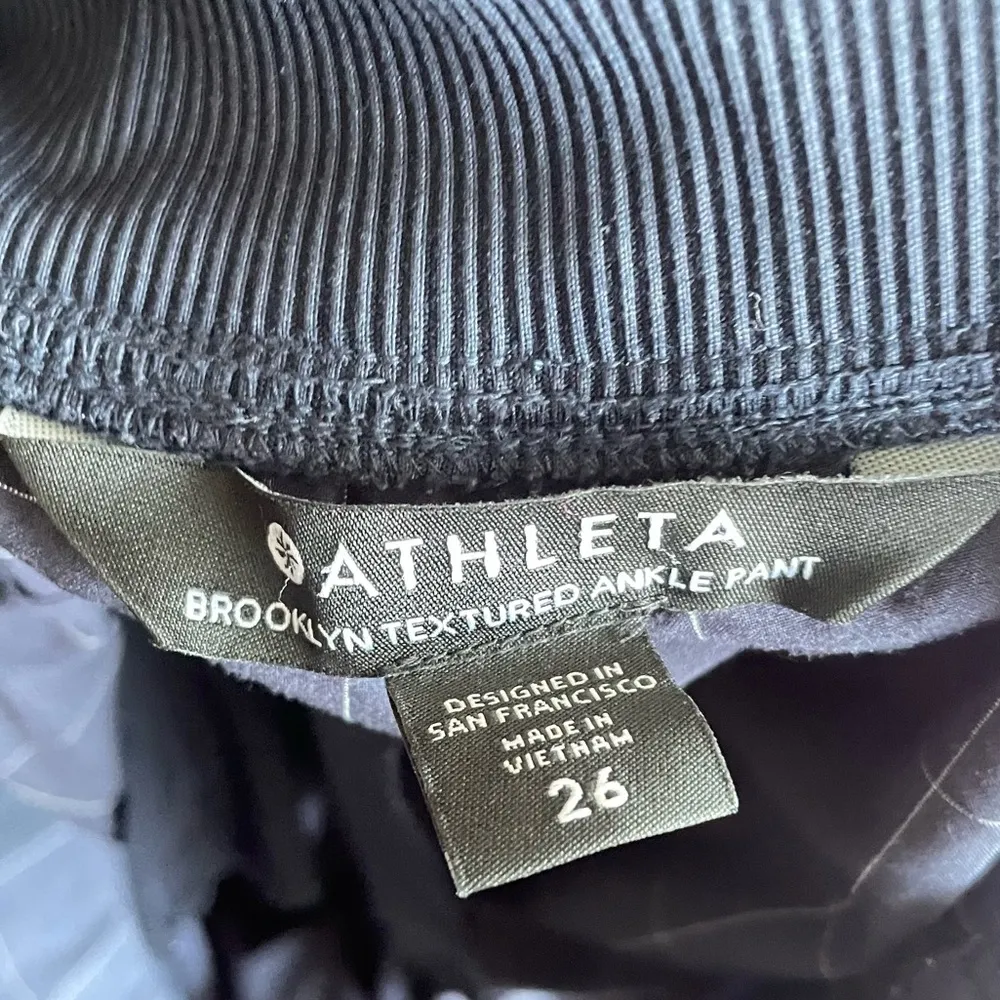 ATHLETA
BROOKLYN TEXTURED ANKLE PANT
DESIGNED IN
SAN FRANCISCO
MADE IN
VIETNAM
26